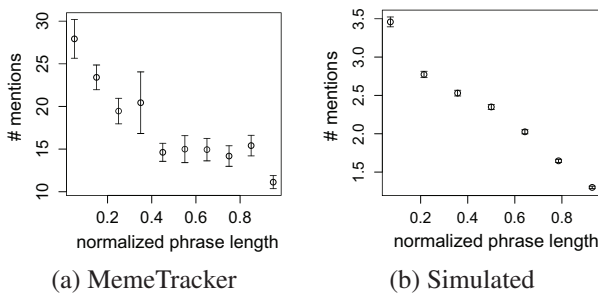 # mentions
30
25
20
15
10
0.2 0.4 0.6 0.8
normalized phrase length
(a) MemeTracker
# mentions
3.5
3.0
2.5
2.0
1.5
0.2 0.4 0.6 0.8
normalized phrase length
(b) Simulated